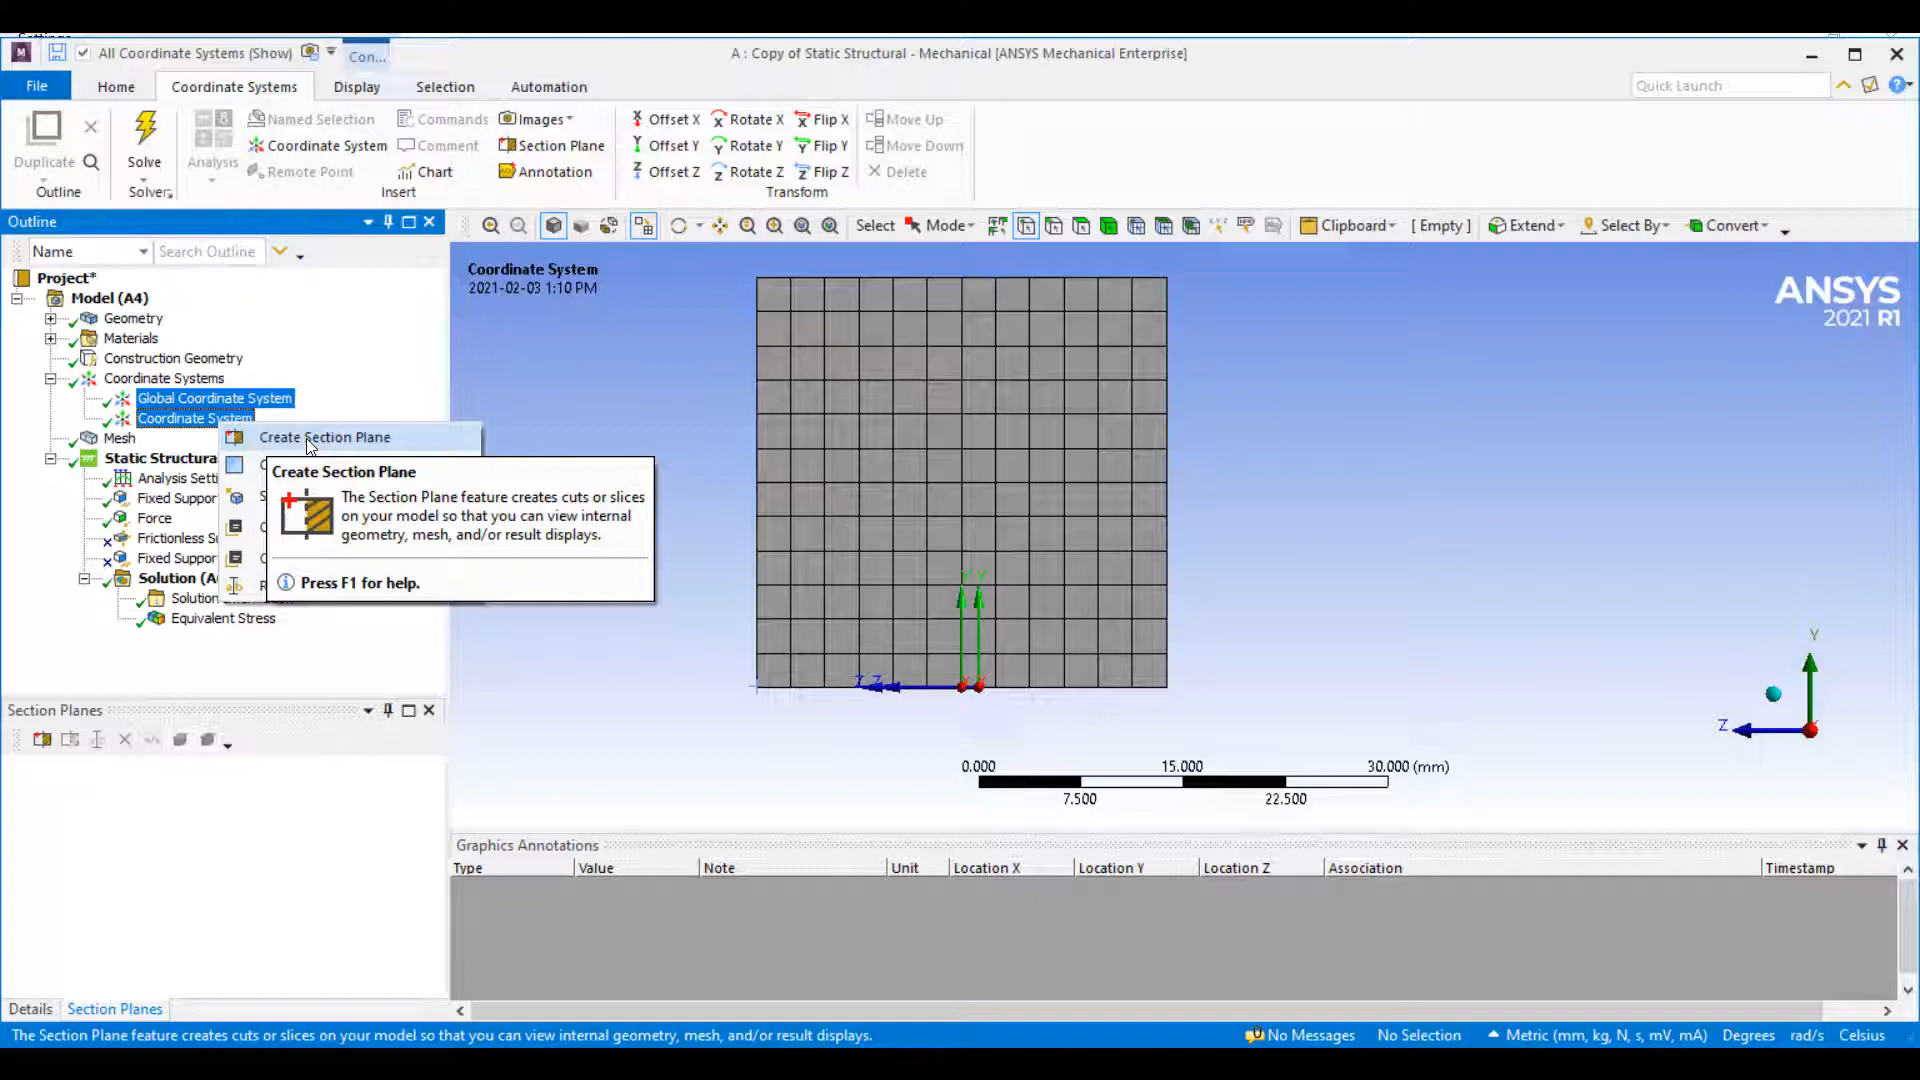 All Coordinate Systems (Show)
Con...
A : Copy of Static Structural - Mechanical [ANSYS Mechanical Enterprise]
File
Home
Coordinate Systems
Display
Selection
Automation
Quick Launch
Duplicate
Outline
Solve
Solver
Analysis
Named Selection
Coordinate System
Remote Point
Commands
Comment
Chart
Images
Section Plane
Annotation
Insert
Offset X
Offset Y
Offset Z
Rotate X
Rotate Y
Rotate Z
Flip X
Flip Y
Flip Z
Transform
Move Up
Move Down
Delete
Outline
Select
Mode
Clipboard
[ Empty ]
Extend
Select By
Convert
Name
Search Outline
Project*
Model (A4)
Geometry
Materials
Construction Geometry
Coordinate Systems
Global Coordinate System
Coordinate System
Mesh
Static Structura
Analysis Setti
Fixed Suppor
Force
Frictionless Su
Fixed Suppor
Solution (A
Solution
Equivalent Stress
Create Section Plane
Create Section Plane
The Section Plane feature creates cuts or slices
on your model so that you can view internal
geometry, mesh, and/or result displays.
Press F1 for help.
Coordinate System
2021-02-03 1:10 PM
ANSYS
2021 R1
Y Y
Z Z
Y
Z
0.000 15.000 30.000 (mm)
7.500 22.500
Section Planes
Graphics Annotations
Type Value Note Unit Location X Location Y Location Z Association Timestamp
Details
Section Planes
The Section Plane feature creates cuts or slices on your model so that you can view internal geometry, mesh, and/or result displays.
No Messages
No Selection
Metric (mm, kg, N, s, mV, mA)
Degrees
rad/s
Celsius